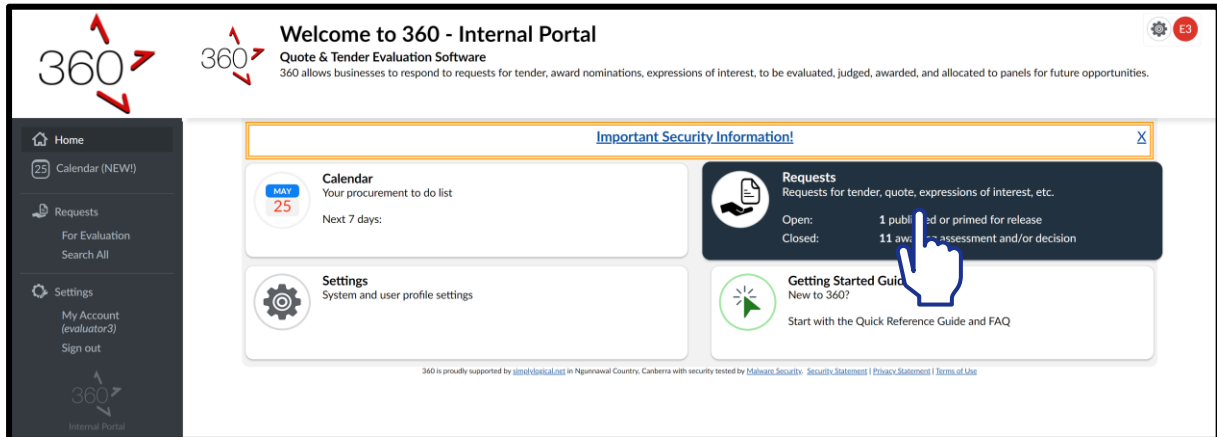 360
360
Welcome to 360 - Internal Portal
Quote & Tender Evaluation Software
360 allows businesses to respond to requests for tender, award nominations, expressions of interest, to be evaluated, judged, awarded, and allocated to panels for future opportunities.
E3
Home
25 Calendar (NEW!)
Requests
For Evaluation
Search All
Settings
My Account
(evaluator3)
Sign out
360
Internal Portal
Important Security Information!
X
MAY
25
Calendar
Your procurement to do list
Next 7 days:
Requests
Requests for tender, quote, expressions of interest, etc.
Open: 1 or primed for release
Closed: 11 assessment and/or decision
Settings
System and user profile settings
Getting Started
New to 360?
Start with the Quick Reference Guide and FAQ
360 is proudly supported by simplylogical.net in Ngunnawal Country, Canberra with security tested by Malware Security. Security Statement | Privacy Statement | Terms of Use